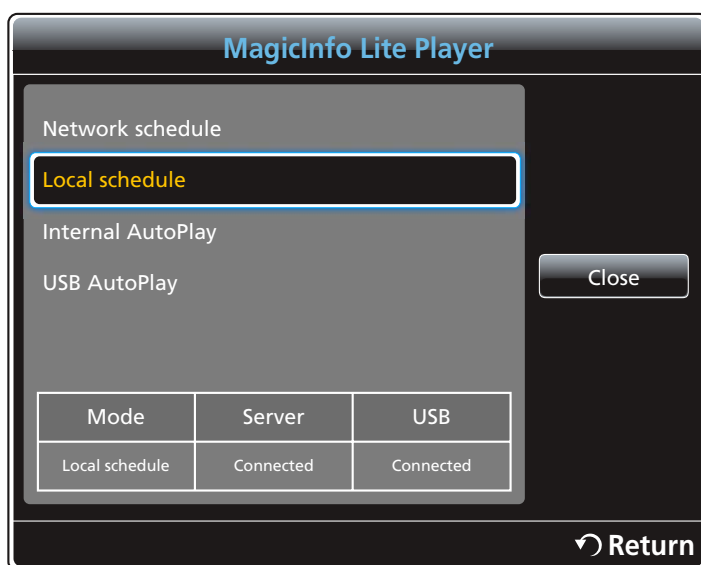 MagicInfo Lite Player
Network schedule
Local schedule
Internal AutoPlay
USB AutoPlay
Close
Mode Server USB
Local schedule Connected Connected
Return